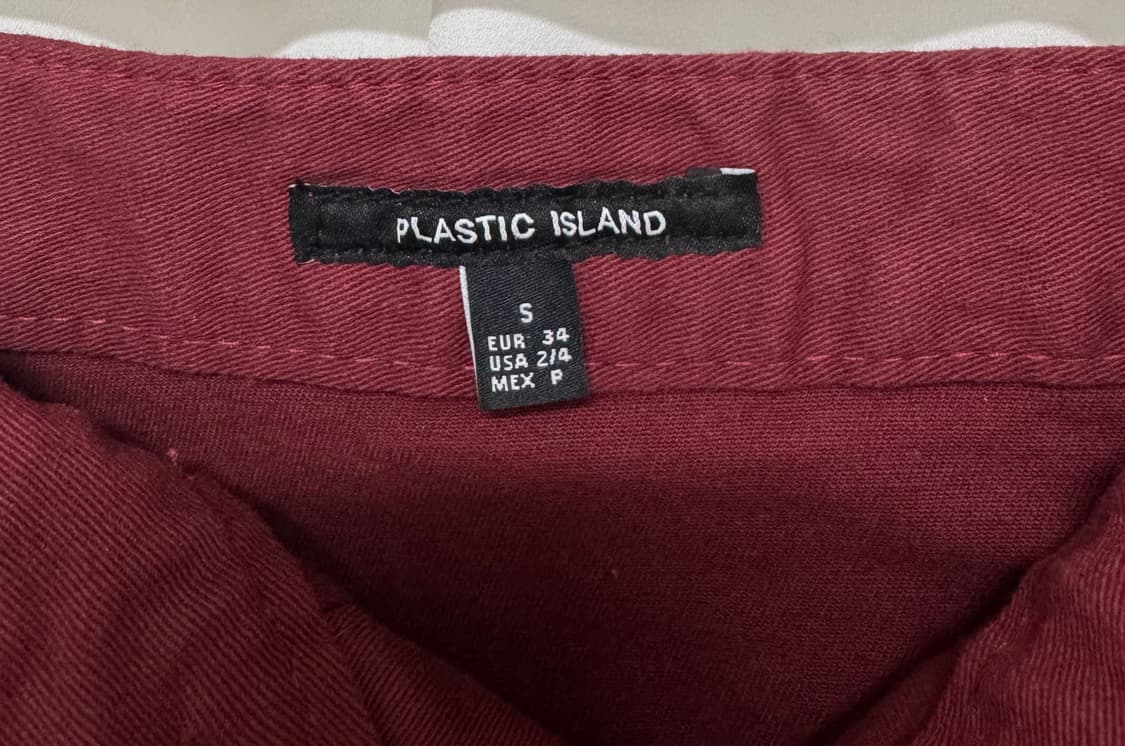 PLASTIC ISLAND
S
EUR 34
USA 2/4
MEX P